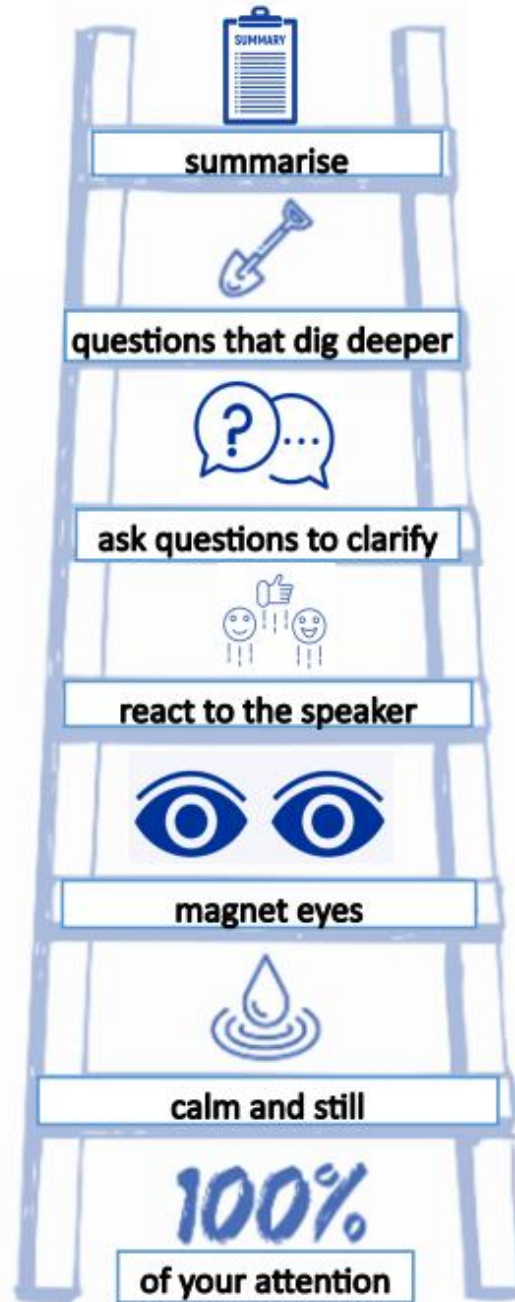 SUMMARY
summarise
questions that dig deeper
?
...
ask questions to clarify
react to the speaker
magnet eyes
calm and still
100%
of your attention